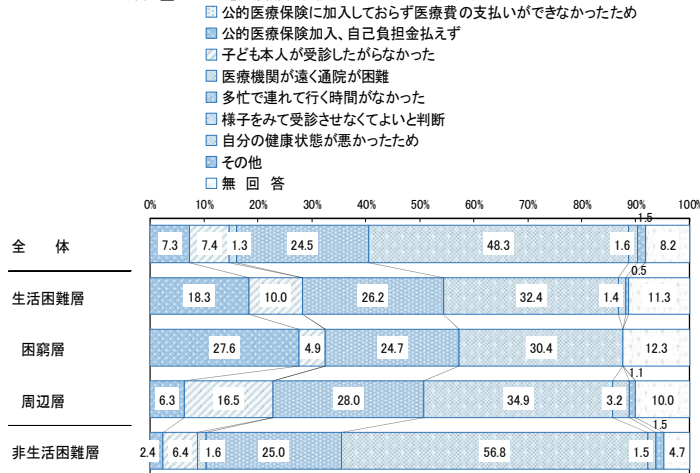 公的医療保険に加入しておらず医療費の支払いができなかったため
公的医療保険加入、自己負担金払えず
子ども本人が受診したがらなかった
医療機関が遠く通院が困難
多忙で連れて行く時間がなかった
様子をみて受診させなくてよいと判断
自分の健康状態が悪かったため
その他
無 回 答
0% 10% 20% 30% 40% 50% 60% 70% 80% 90% 100%
1.5
全 体 7.3 7.4 1.3 24.5 48.3 1.6 8.2
0.5
生活困難層 18.3 10.0 26.2 32.4 1.4 11.3
困窮層 27.6 4.9 24.7 30.4 12.3
1.1
周辺層 6.3 16.5 28.0 34.9 3.2 10.0
1.5
非生活困難層 2.4 6.4 1.6 25.0 56.8 1.5 4.7